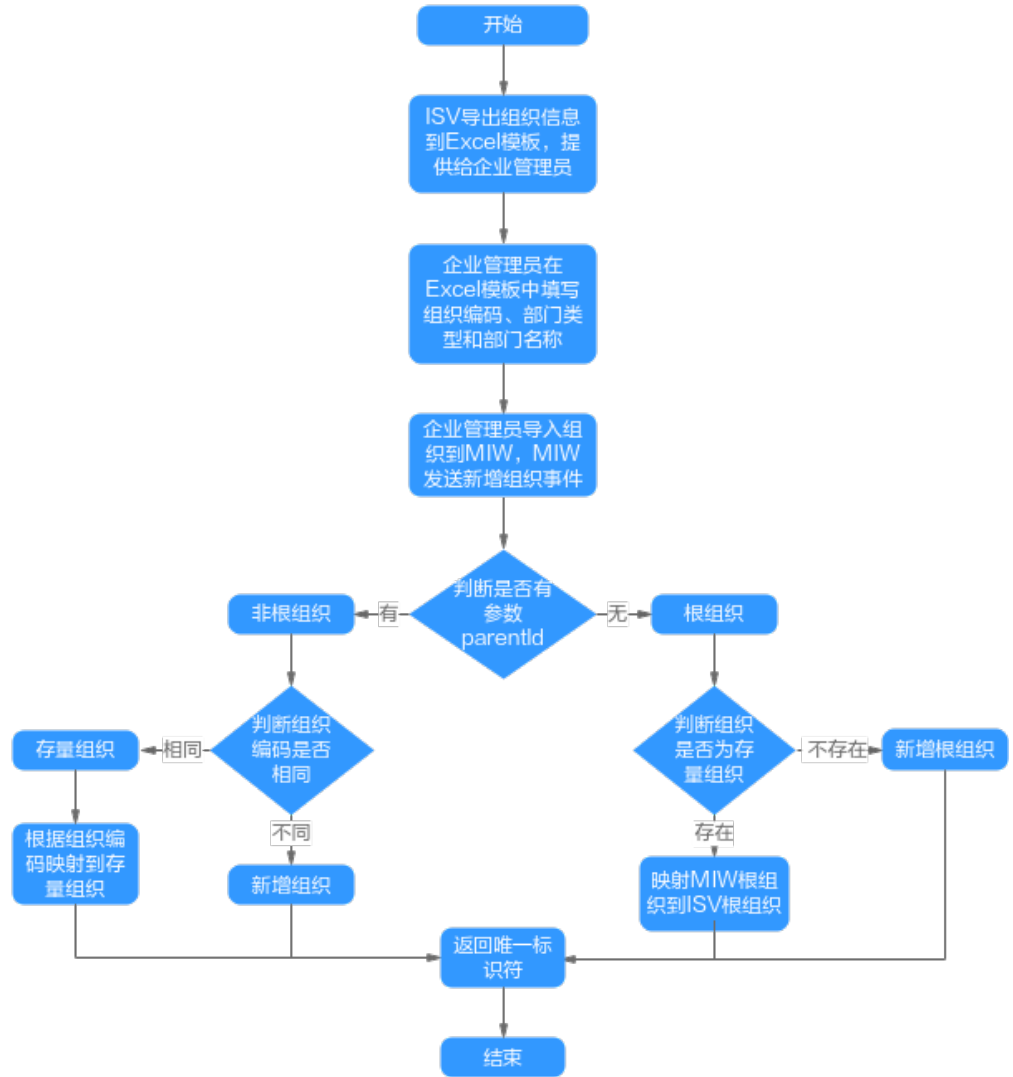 开始
ISV导出组织信息
到Excel模板，提
供给企业管理员
企业管理员在
Excel模板中填写
组织编码、部门类
型和部门名称
企业管理员导入组
织到MIW，MIW
发送新增组织事件
判断是否有
参数
parentId
有
无
非根组织
根组织
判断组织
编码是否
相同
相同
不同
存量组织
根据组织编
码映射到存
量组织
新增组织
判断组织
是否为存
量组织
不存在
存在
新增根组织
映射MIW根组
织到ISV根组织
返回唯一标
识符
结束